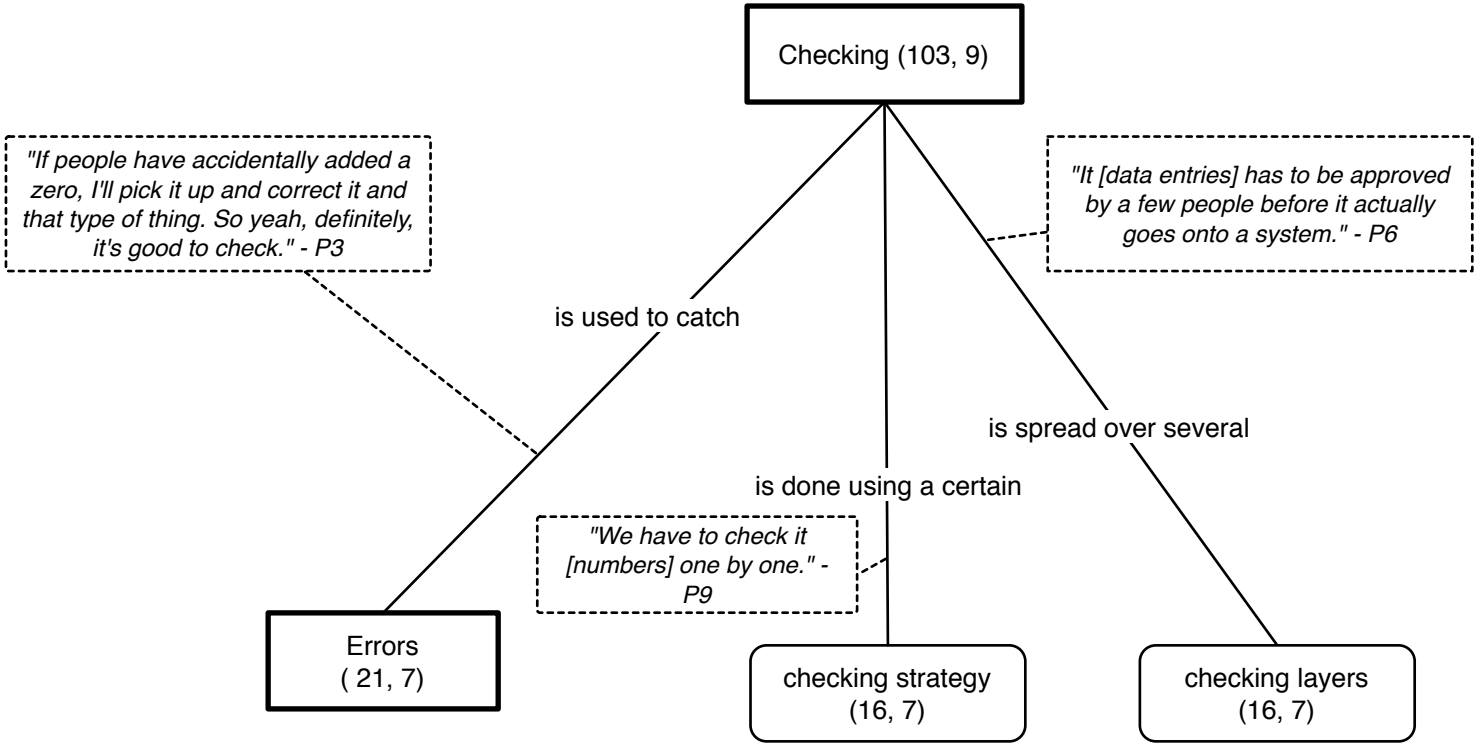 Checking (103, 9)
"If people have accidentally added a
zero, I'll pick it up and correct it and
that type of thing. So yeah, definitely,
it's good to check." - P3
"It [data entries] has to be approved
by a few people before it actually
goes onto a system." - P6
is used to catch
is spread over several
is done using a certain
"We have to check it
[numbers] one by one." -
P9
Errors
( 21, 7)
checking strategy
(16, 7)
checking layers
(16, 7)